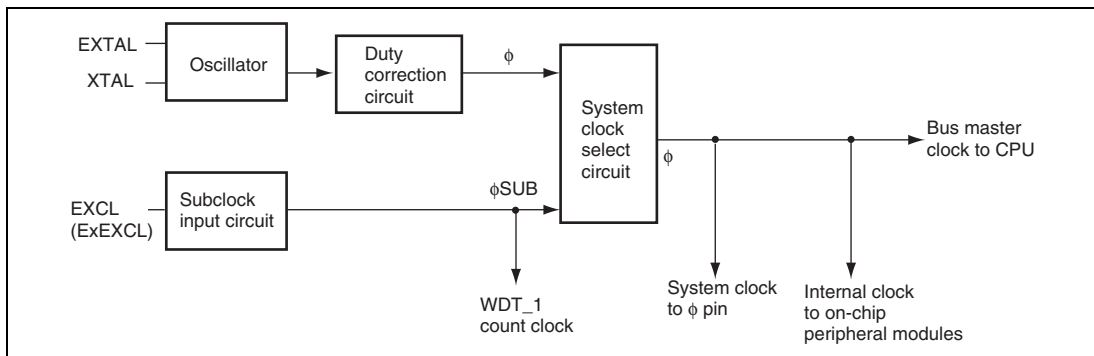 EXTAL
XTAL
Oscillator
Duty
correction
circuit
ϕ
System
clock
select
circuit
ϕ
Bus master
clock to CPU
EXCL
(ExEXCL)
Subclock
input circuit
ϕSUB
WDT_1
count clock
System clock
to ϕ pin
Internal clock
to on-chip
peripheral modules